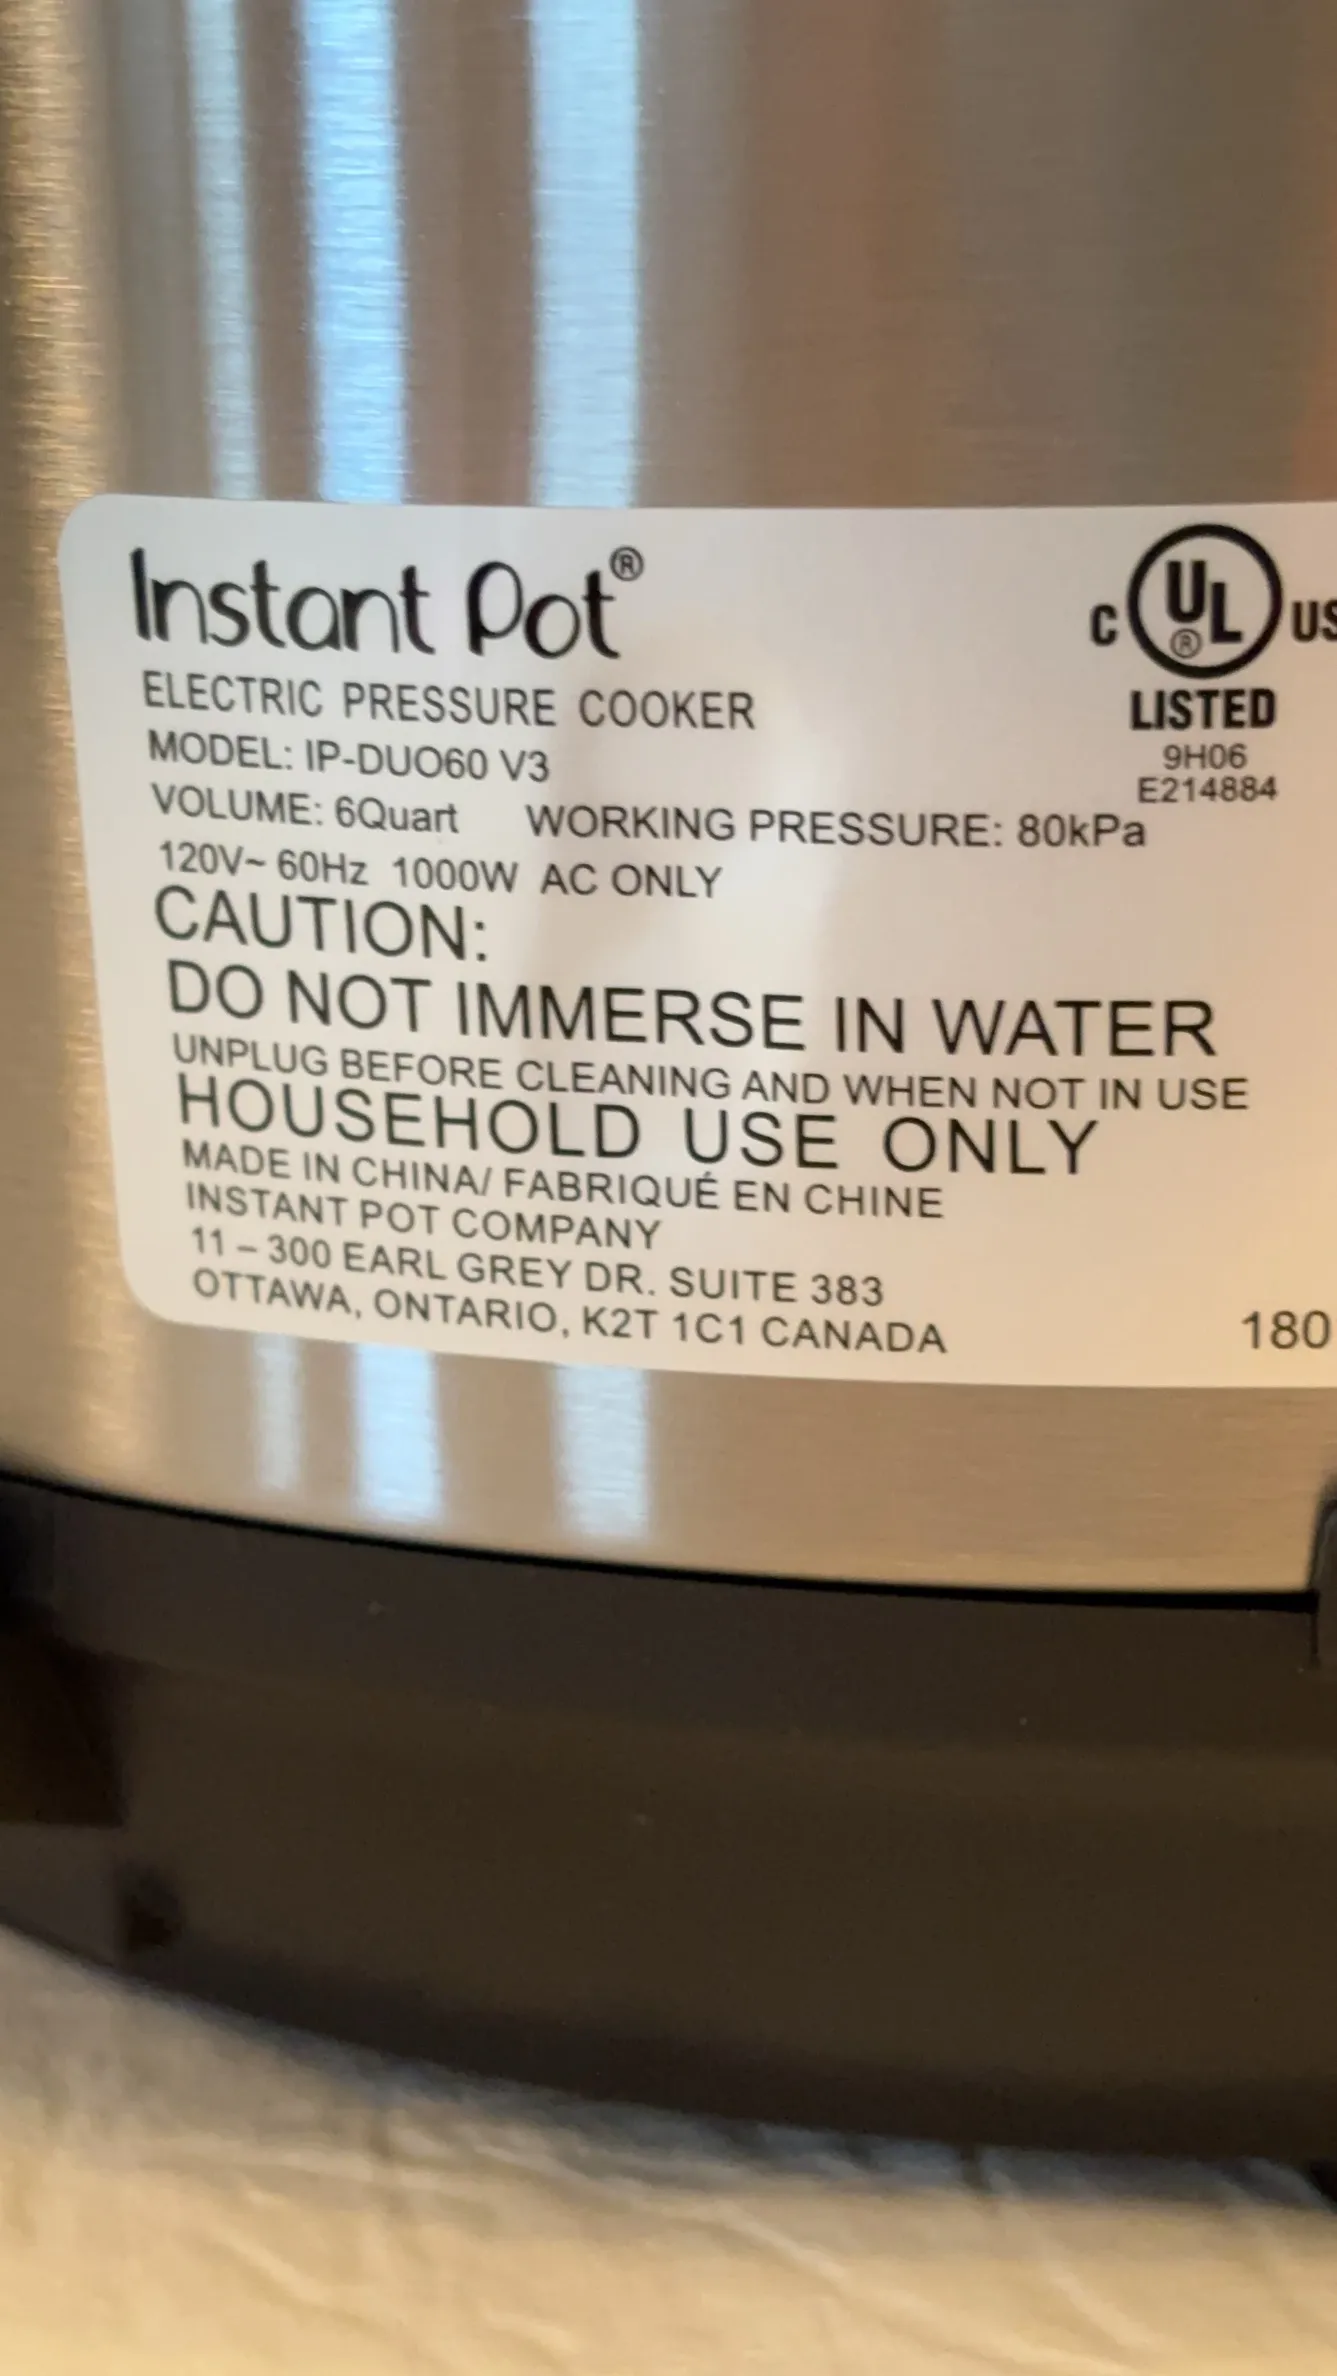 Instant Pot®
ELECTRIC PRESSURE COOKER
MODEL: IP-DUO60 V3
VOLUME: 6Quart WORKING PRESSURE: 80kPa
120V~ 60Hz 1000W AC ONLY
C UL® US
LISTED
9H06
E214884
CAUTION:
DO NOT IMMERSE IN WATER
UNPLUG BEFORE CLEANING AND WHEN NOT IN USE
HOUSEHOLD USE ONLY
MADE IN CHINA/ FABRIQUÉ EN CHINE
INSTANT POT COMPANY
11 – 300 EARL GREY DR. SUITE 383
OTTAWA, ONTARIO, K2T 1C1 CANADA
180